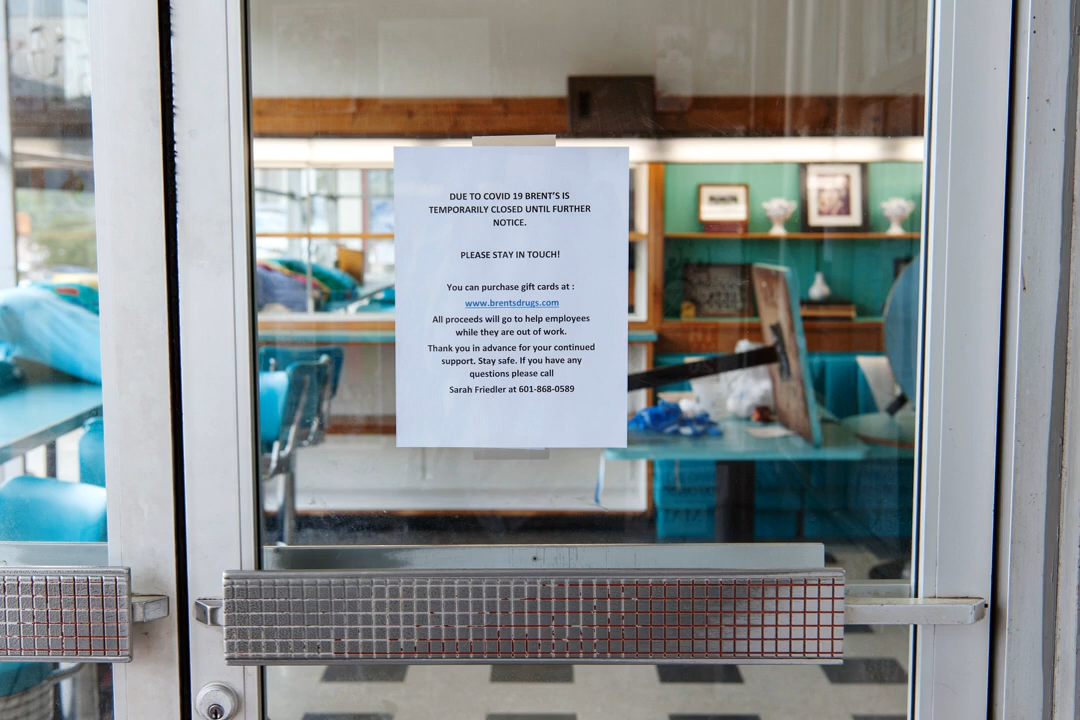 DUE TO COVID 19 BRENT'S IS
TEMPORARILY CLOSED UNTIL FURTHER
NOTICE.
PLEASE STAY IN TOUCH!
You can purchase gift cards at :
www.brentsdrugs.com
All proceeds will go to help employees
while they are out of work.
Thank you in advance for your continued
support. Stay safe. If you have any
questions please call
Sarah Friedler at 601-868-0589